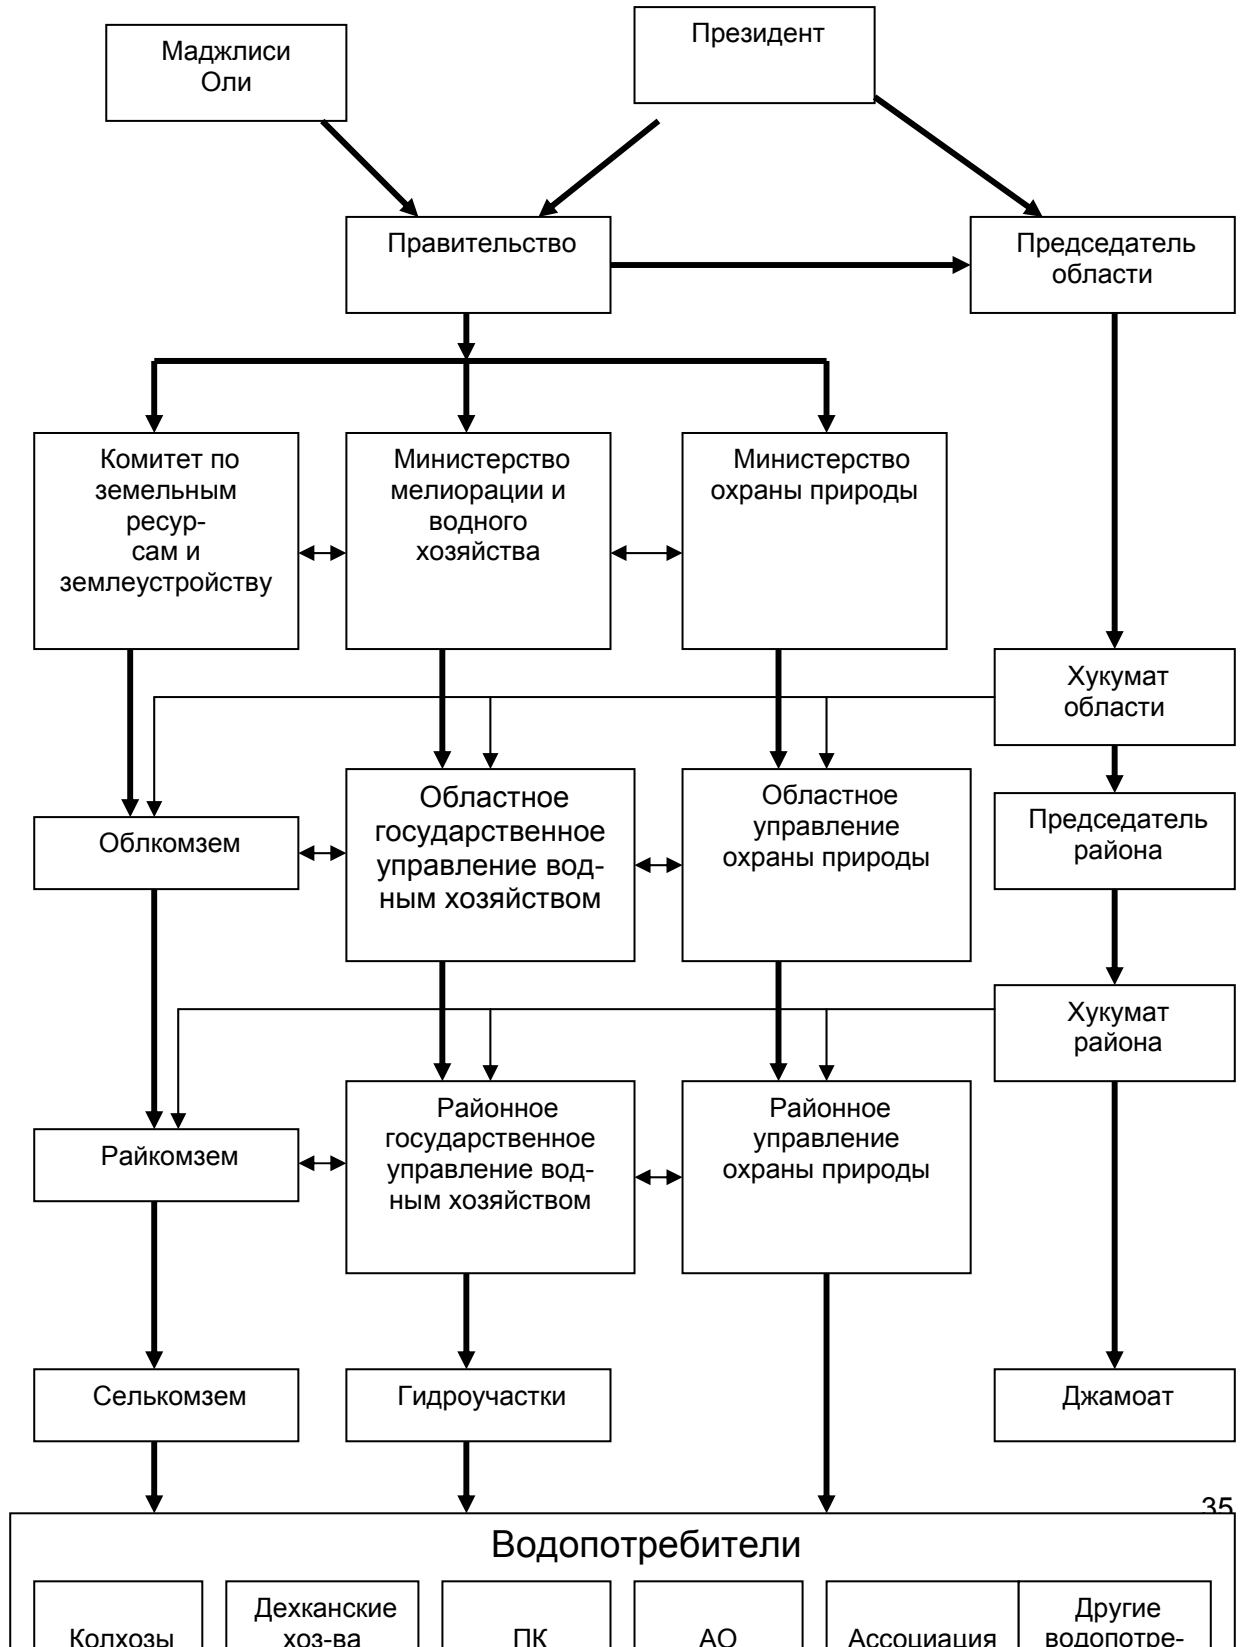 Маджлиси
Оли
Президент
Правительство
Председатель
области
Комитет по
земельным
ресур-
сам и
землеустройству
Министерство
мелиорации и
водного
хозяйства
Министерство
охраны природы
Хукумат
области
Облкомзем
Областное
государственное
управление вод-
ным хозяйством
Областное
управление
охраны природы
Председатель
района
Хукумат
района
Райкомзем
Районное
государственное
управление вод-
ным хозяйством
Районное
управление
охраны природы
Селькомзем
Гидроучастки
Джамоат
35
Водопотребители
Колхозы
Дехканские
хоз-ва
ПК
АО
Ассоциация
Другие
водопотре-